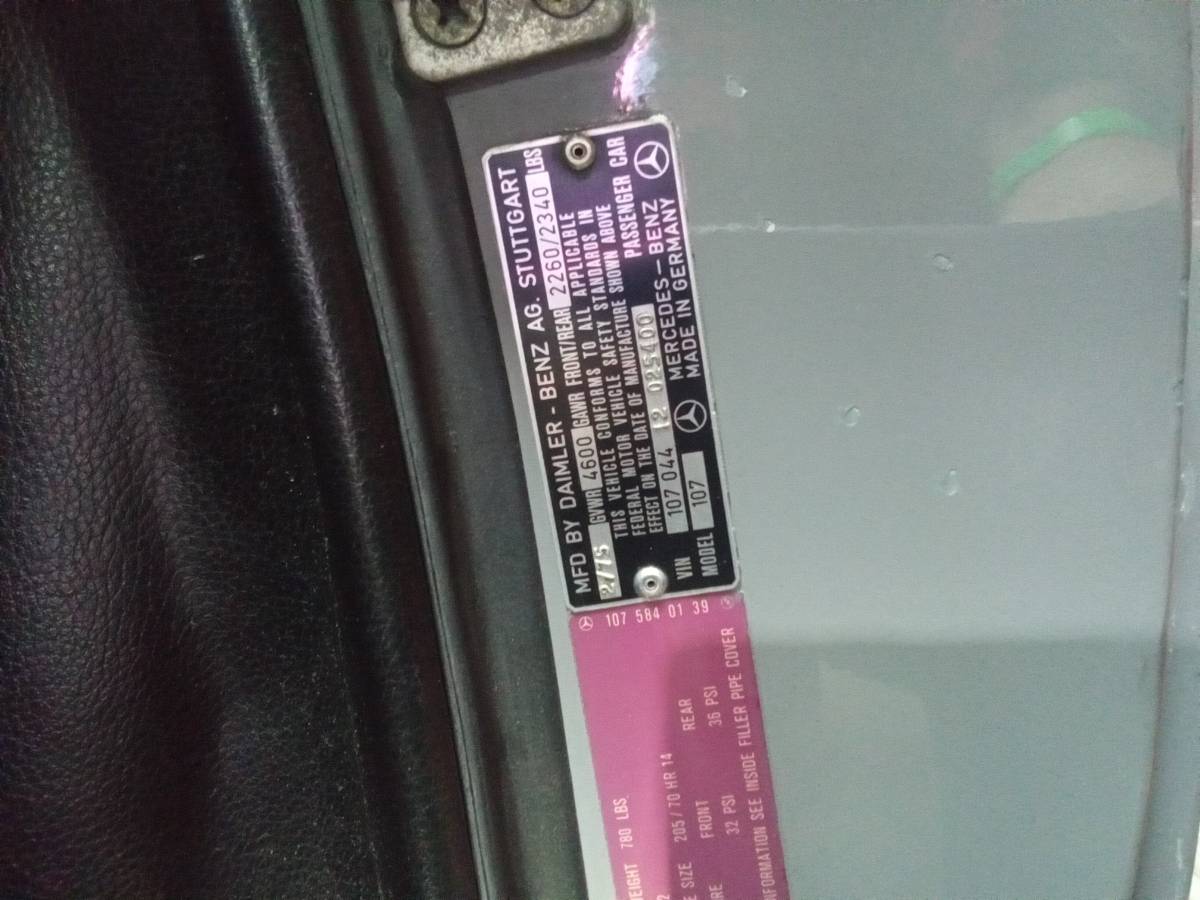 MFD BY DAIMLER - BENZ AG. STUTTGART
2/75 GVWR 4600 GAWR FRONT/REAR 2260/2340 LBS
THIS VEHICLE CONFORMS TO ALL APPLICABLE
FEDERAL MOTOR VEHICLE SAFETY STANDARDS IN
EFFECT ON THE DATE OF MANUFACTURE SHOWN ABOVE
VIN 107 044 12 025400 PASSENGER CAR
MODEL 107 MERCEDES - BENZ
MADE IN GERMANY
107 584 01 39
780 LBS
2
SIZE 205/70 HR 14
FRONT REAR
32 PSI 36 PSI
SEE INSIDE FILLER PIPE COVER